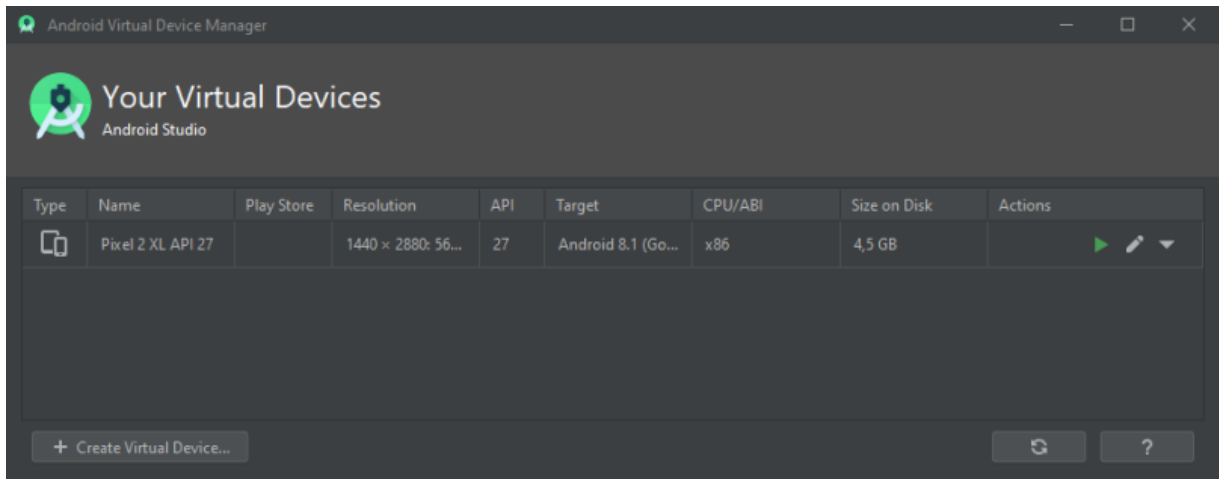 Android Virtual Device Manager
Your Virtual Devices
Android Studio
Type Name Play Store Resolution API Target CPU/ABI Size on Disk Actions
Pixel 2 XL API 27 1440 × 2880: 56... 27 Android 8.1 (Go... x86 4,5 GB
+ Create Virtual Device... ?